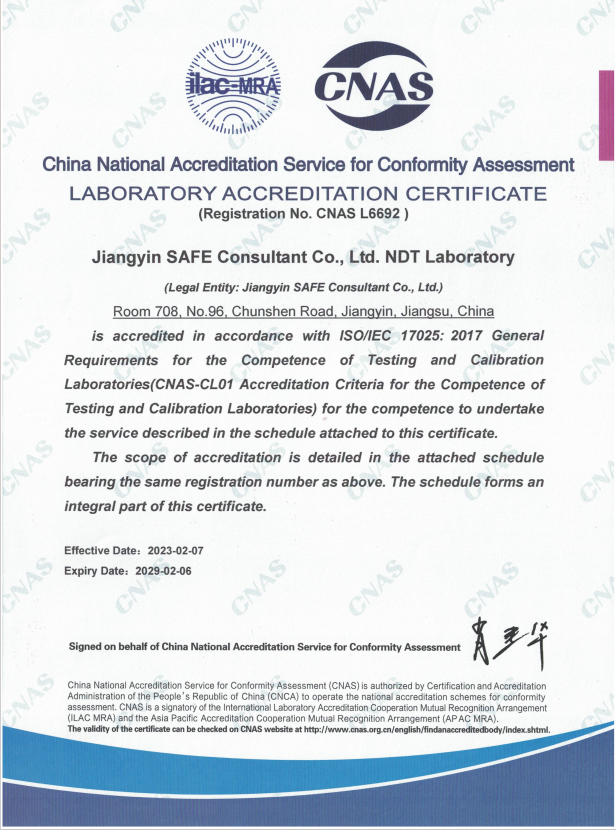 ilac-MRA
CNAS
China National Accreditation Service for Conformity Assessment
LABORATORY ACCREDITATION CERTIFICATE
(Registration No. CNAS L6692 )
Jiangyin SAFE Consultant Co., Ltd. NDT Laboratory
(Legal Entity: Jiangyin SAFE Consultant Co., Ltd.)
Room 708, No.96, Chunshen Road, Jiangyin, Jiangsu, China
is accredited in accordance with ISO/IEC 17025: 2017 General
Requirements for the Competence of Testing and Calibration
Laboratories(CNAS-CL01 Accreditation Criteria for the Competence of
Testing and Calibration Laboratories) for the competence to undertake
the service described in the schedule attached to this certificate.
The scope of accreditation is detailed in the attached schedule
bearing the same registration number as above. The schedule forms an
integral part of this certificate.
Effective Date: 2023-02-07
Expiry Date: 2029-02-06
Signed on behalf of China National Accreditation Service for Conformity Assessment
China National Accreditation Service for Conformity Assessment (CNAS) is authorized by Certification and Accreditation
Administration of the People's Republic of China (CNCA) to operate the national accreditation schemes for conformity
assessment. CNAS is a signatory of the International Laboratory Accreditation Cooperation Mutual Recognition Arrangement
(ILAC MRA) and the Asia Pacific Accreditation Cooperation Mutual Recognition Arrangement (APAC MRA).
The validity of the certificate can be checked on CNAS website at http://www.cnas.org.cn/english/findanaccreditedbody/index.shtml.